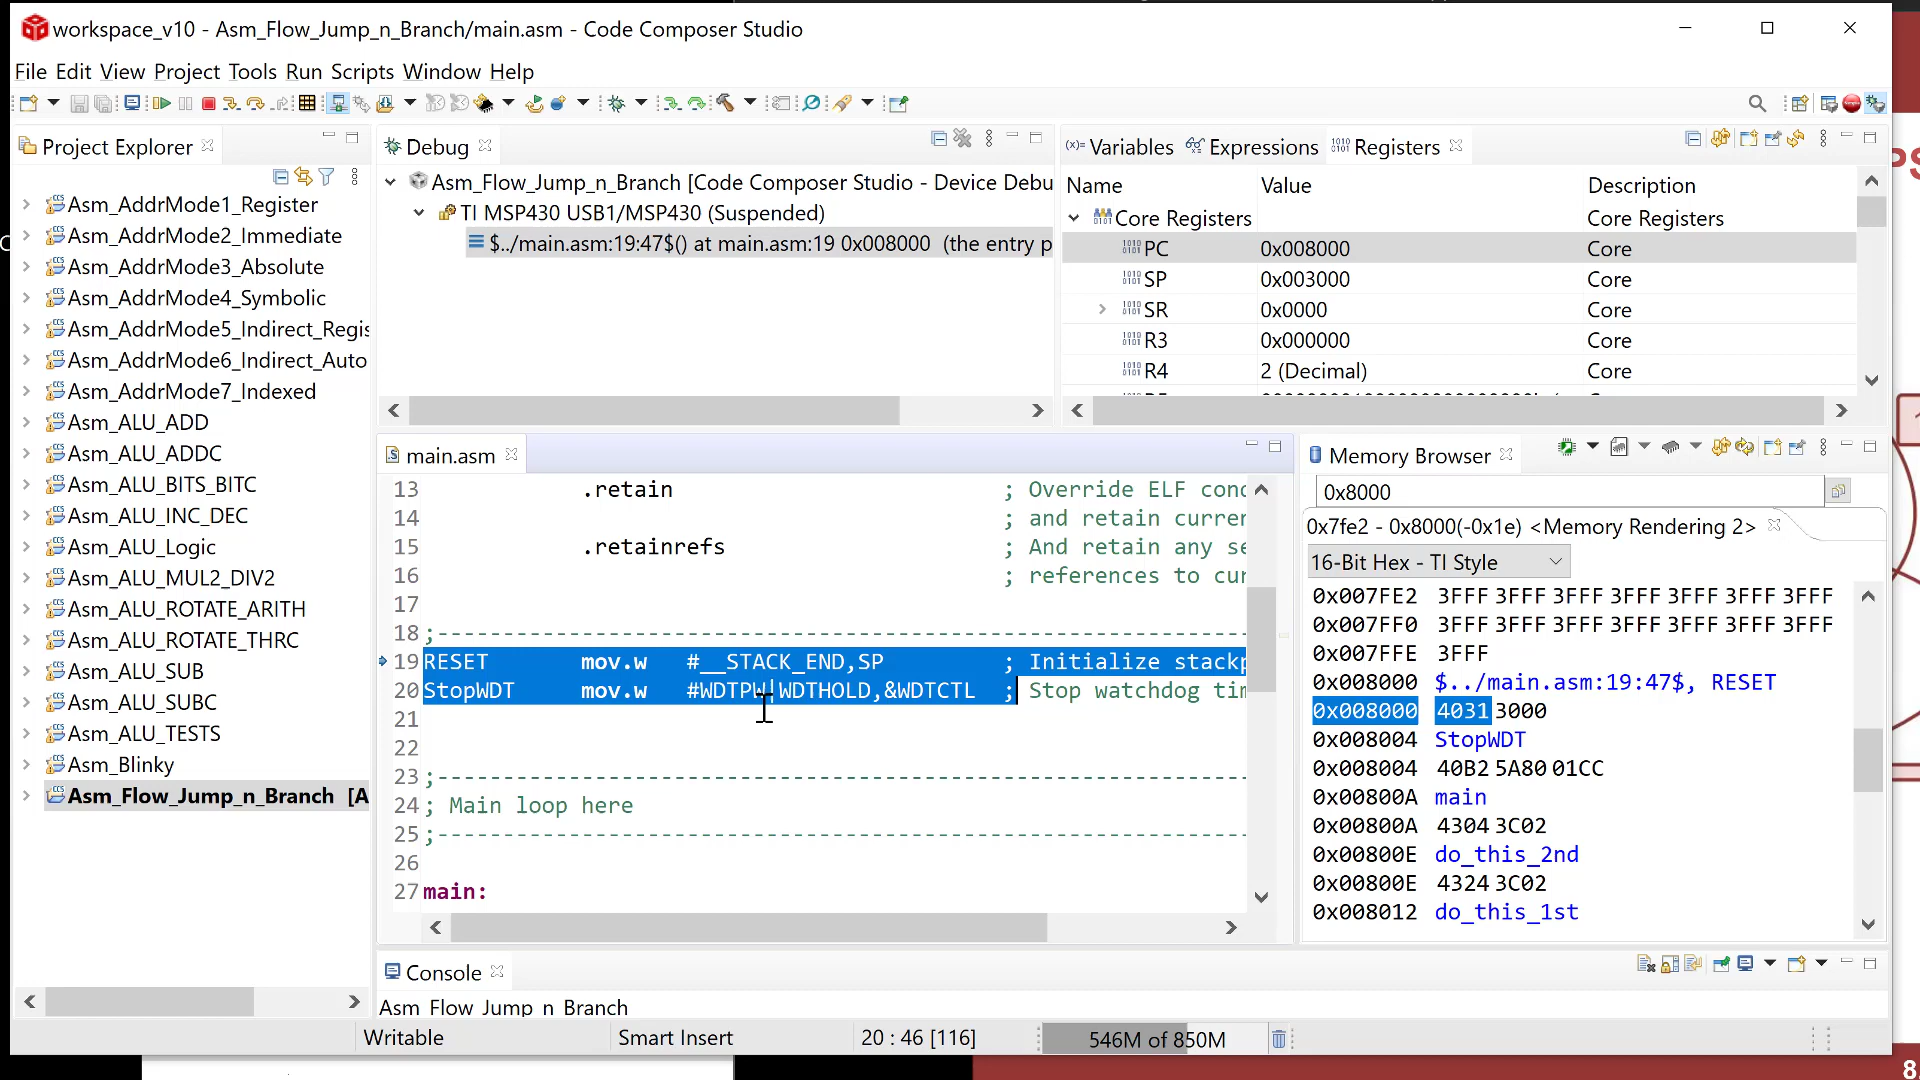 workspace_v10 - Asm_Flow_Jump_n_Branch/main.asm - Code Composer Studio
File Edit View Project Tools Run Scripts Window Help
Project Explorer
Asm_AddrMode1_Register
Asm_AddrMode2_Immediate
Asm_AddrMode3_Absolute
Asm_AddrMode4_Symbolic
Asm_AddrMode5_Indirect_Regis
Asm_AddrMode6_Indirect_Auto
Asm_AddrMode7_Indexed
Asm_ALU_ADD
Asm_ALU_ADDC
Asm_ALU_BITS_BITC
Asm_ALU_INC_DEC
Asm_ALU_Logic
Asm_ALU_MUL2_DIV2
Asm_ALU_ROTATE_ARITH
Asm_ALU_ROTATE_THRC
Asm_ALU_SUB
Asm_ALU_SUBC
Asm_ALU_TESTS
Asm_Blinky
Asm_Flow_Jump_n_Branch [A
Debug
Asm_Flow_Jump_n_Branch [Code Composer Studio - Device Debu
TI MSP430 USB1/MSP430 (Suspended)
$../main.asm:19:47$() at main.asm:19 0x008000 (the entry p
(x)= Variables Expressions Registers
Name Value Description
Core Registers Core Registers
PC 0x008000 Core
SP 0x003000 Core
SR 0x0000 Core
R3 0x000000 Core
R4 2 (Decimal) Core
main.asm
13 .retain ; Override ELF conc
14 ; and retain currer
15 .retainrefs ; And retain any se
16 ; references to cur
17
18 ;--------------------------------------------------------------
19 RESET mov.w #__STACK_END,SP ; Initialize stackp
20 StopWDT mov.w #WDTPW|WDTHOLD,&WDTCTL ; Stop watchdog tim
21
22
23 ;--------------------------------------------------------------
24 ; Main loop here
25 ;--------------------------------------------------------------
26
27 main:
Memory Browser
0x8000
0x7fe2 - 0x8000(-0x1e) <Memory Rendering 2>
16-Bit Hex - TI Style
0x007FE2 3FFF 3FFF 3FFF 3FFF 3FFF 3FFF 3FFF
0x007FF0 3FFF 3FFF 3FFF 3FFF 3FFF 3FFF 3FFF
0x007FFE 3FFF
0x008000 $../main.asm:19:47$, RESET
0x008000 4031 3000
0x008004 StopWDT
0x008004 40B2 5A80 01CC
0x00800A main
0x00800A 4304 3C02
0x00800E do_this_2nd
0x00800E 4324 3C02
0x008012 do_this_1st
Console
Asm_Flow_Jump_n_Branch
Writable Smart Insert 20 : 46 [116] 546M of 850M
8